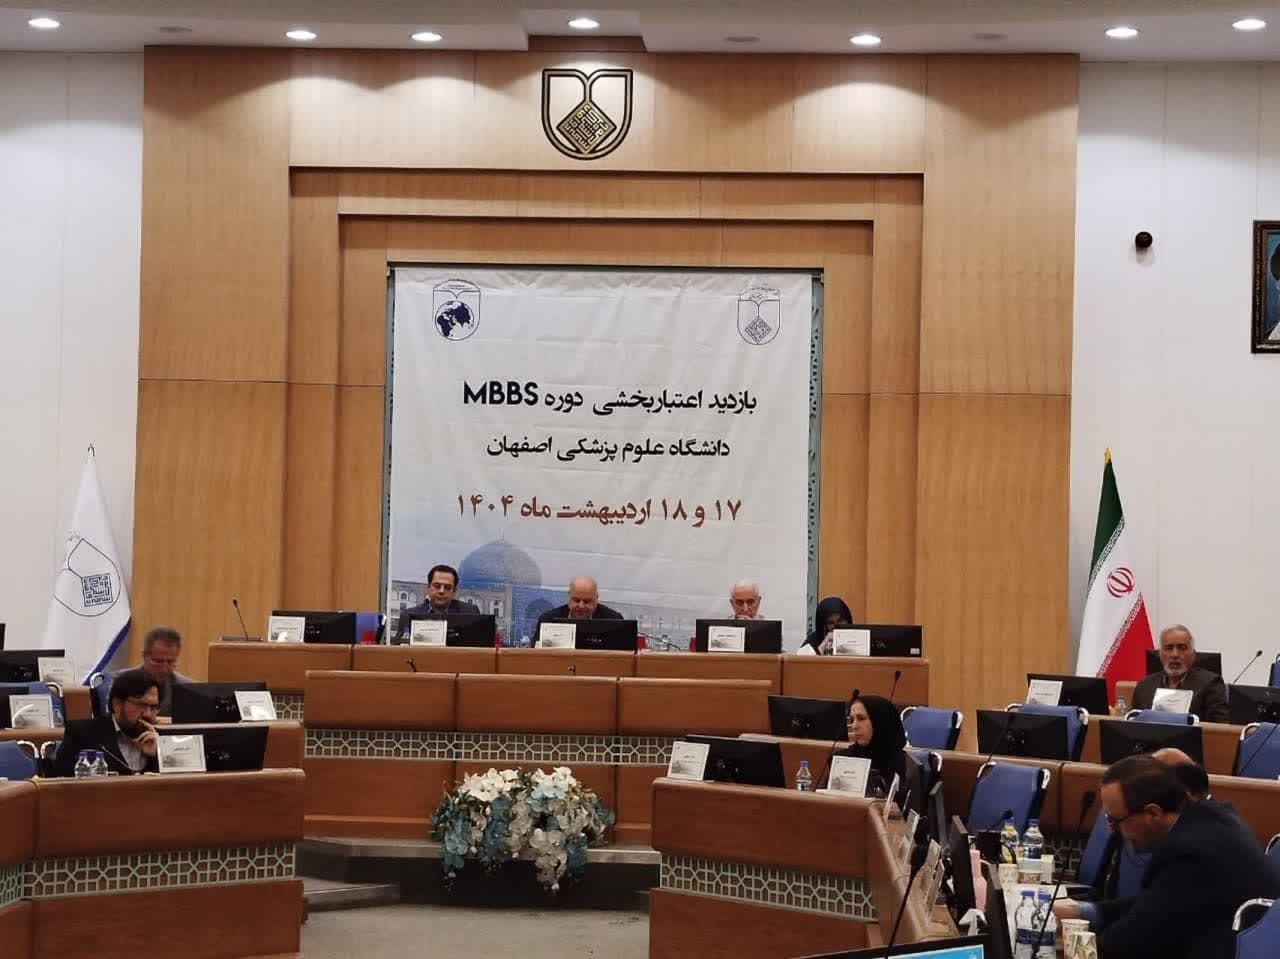 بازدید اعتباربخشی دوره MBBS
دانشگاه علوم پزشکی اصفهان
۱۷ و ۱۸ اردیبهشت ماه ۱۴۰۴